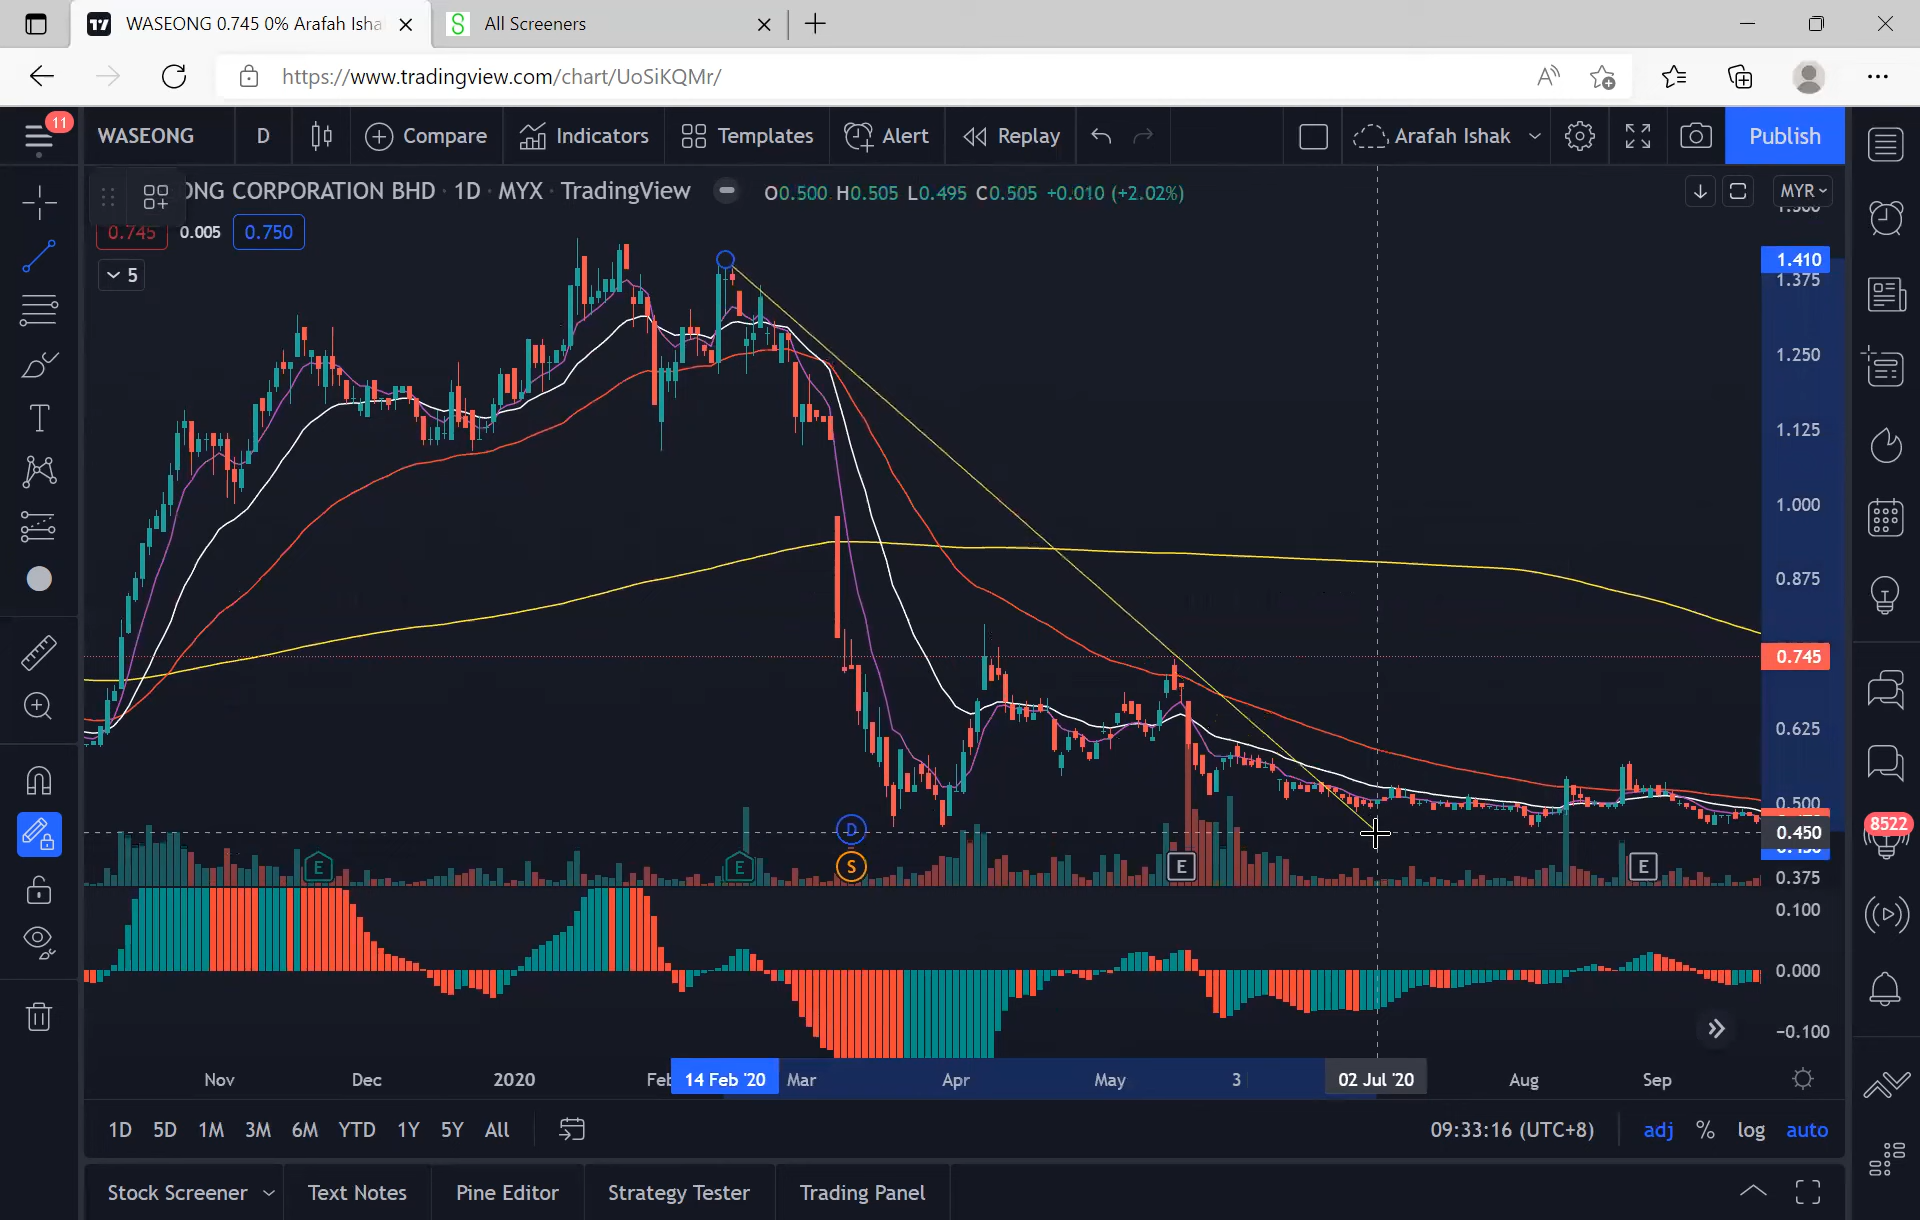 WASEONG 0.745 0% Arafah Isha
All Screeners
https://www.tradingview.com/chart/UoSiKQMr/
11
WASEONG
D
Compare
Indicators
Templates
Alert
Replay
Arafah Ishak
Publish
ONG CORPORATION BHD · 1D · MYX · TradingView
O0.500 H0.505 L0.495 C0.505 +0.010 (+2.02%)
MYR
0.745
0.005
0.750
5
1.410
1.375
1.250
1.125
1.000
0.875
0.745
0.625
0.500
0.450
0.375
0.100
0.000
−0.100
8522
D
S
E
E
E
E
Nov
Dec
2020
Feb
14 Feb '20
Mar
Apr
May
3
02 Jul '20
Aug
Sep
1D
5D
1M
3M
6M
YTD
1Y
5Y
All
09:33:16 (UTC+8)
adj
%
log
auto
Stock Screener
Text Notes
Pine Editor
Strategy Tester
Trading Panel